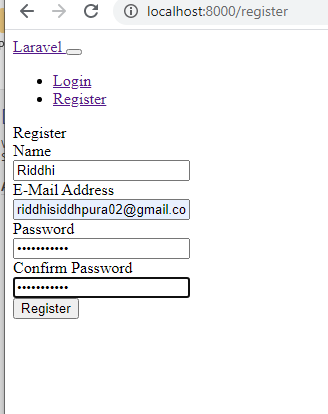 localhost:8000/register
Laravel
Login
Register
Register
Name
Riddhi
E-Mail Address
riddhisiddhpura02@gmail.co
Password
•••••••••••
Confirm Password
•••••••••••
Register